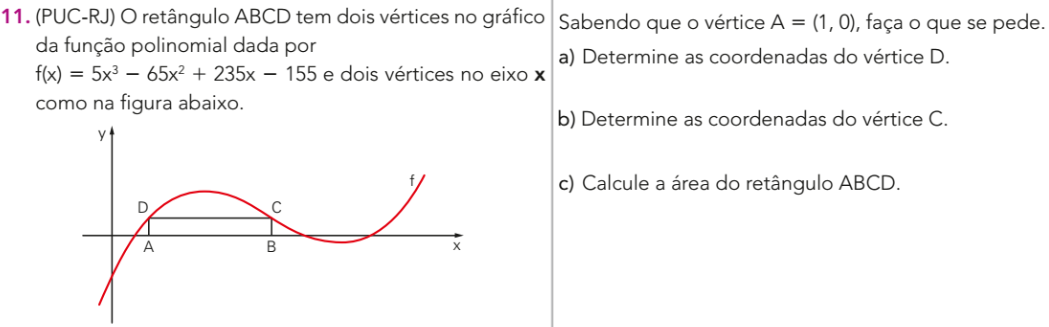 11. (PUC-RJ) O retângulo ABCD tem dois vértices no gráfico
da função polinomial dada por
f(x) = 5x³ − 65x² + 235x − 155 e dois vértices no eixo x
como na figura abaixo.
y
f
D
C
A
B
x
Sabendo que o vértice A = (1, 0), faça o que se pede.
a) Determine as coordenadas do vértice D.
b) Determine as coordenadas do vértice C.
c) Calcule a área do retângulo ABCD.